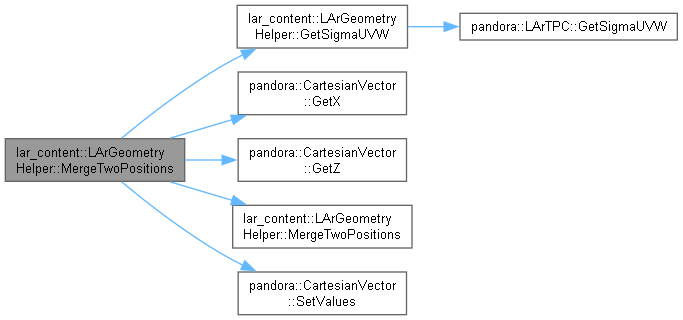 lar_content::LArGeometry
Helper::MergeTwoPositions
lar_content::LArGeometry
Helper::GetSigmaUVW
pandora::LArTPC::GetSigmaUVW
pandora::CartesianVector
::GetX
pandora::CartesianVector
::GetZ
lar_content::LArGeometry
Helper::MergeTwoPositions
pandora::CartesianVector
::SetValues